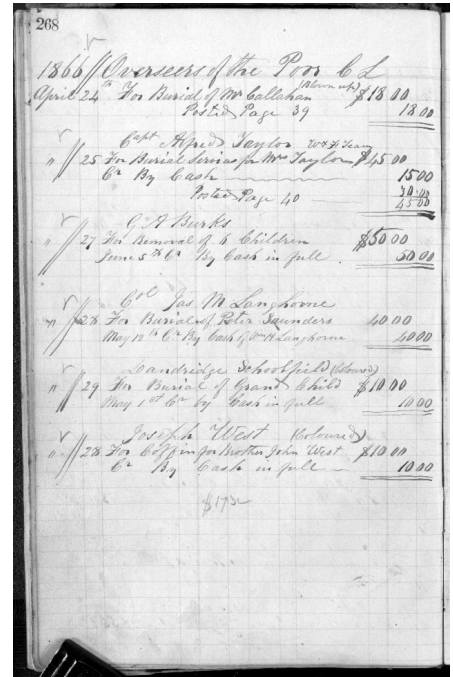 268
1866 Overseers of the Poor C L
April 24th For Burial of Mr Callahan (Blown up) $18 00
Posted Page 39 18 00
Capt Alfred Taylor W & H Team
" 25 For Burial Services for Mrs Taylor $45 00
Cr By Cash 15 00
Posted Page 40 30.00
45 00
G A Burks
" 27 For Removal of 6 Children $50 00
June 5th Cr By Cash in full 50 00
Col Jas M Langhorne
" 28 For Burial of Peter Saunders 40 00
May 12th Cr By Cash of Wm H Langhorne 40 00
Dandridge Schoolfield (Coloured)
" 29 For Burial of Grand Child $10 00
May 1st Cr by Cash in full 10 00
Joseph West (Coloured)
" 28 For Coffin for Brother John West $10 00
Cr By Cash in full 10 00
$173